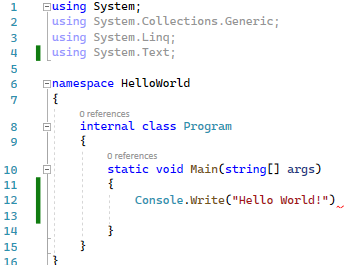 1 using System;
2 using System.Collections.Generic;
3 using System.Linq;
4 using System.Text;
5
6 namespace HelloWorld
7 {
0 references
8 internal class Program
9 {
0 references
10 static void Main(string[] args)
11 {
12 Console.Write("Hello World!")
13
14 }
15 }
16 }